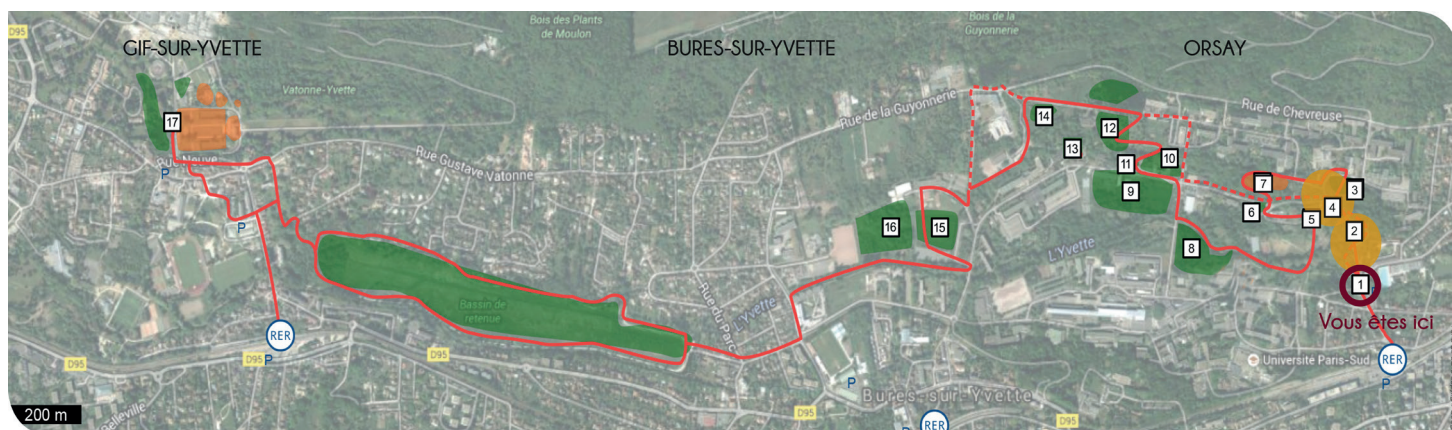 D95
GIF-SUR-YVETTE
Bois des Plants
de Moulon
BURES-SUR-YVETTE
Bois de la
Guyonnerie
ORSAY
Vatonne-Yvette
17
Rue Neuve
P
Rue Gustave Vatonne
Rue de la Guyonnerie
Rue de Chevreuse
14
12
13
11
10
9
7
3
6
4
5
2
16
15
8
L'Yvette
P
1
Vous êtes ici
Bassin de
retenue
Rue du Parc
L'Yvette
RER
P
D95
D95
D95
Université Paris-Sud
RER
P
P
Bures-sur-Yvette
200 m
Belleville
D95
RER
D95